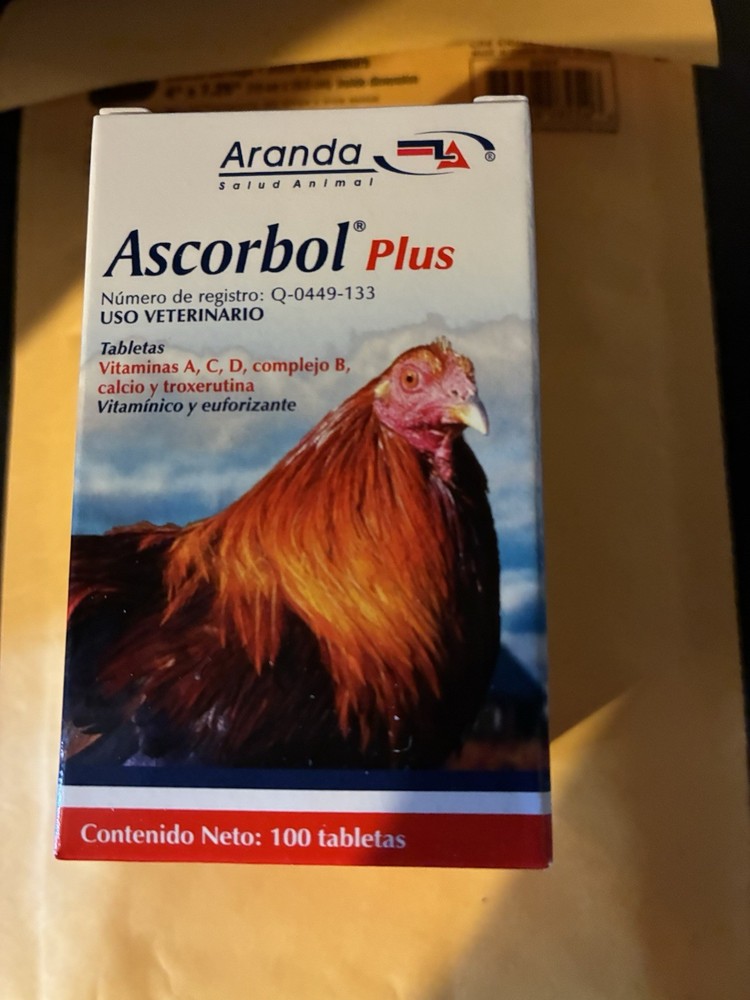 Aranda
®
Salud Animal
Ascorbol® Plus
Número de registro: Q-0449-133
USO VETERINARIO
Tabletas
Vitaminas A, C, D, complejo B,
calcio y troxerutina
Vitamínico y euforizante
Contenido Neto: 100 tabletas